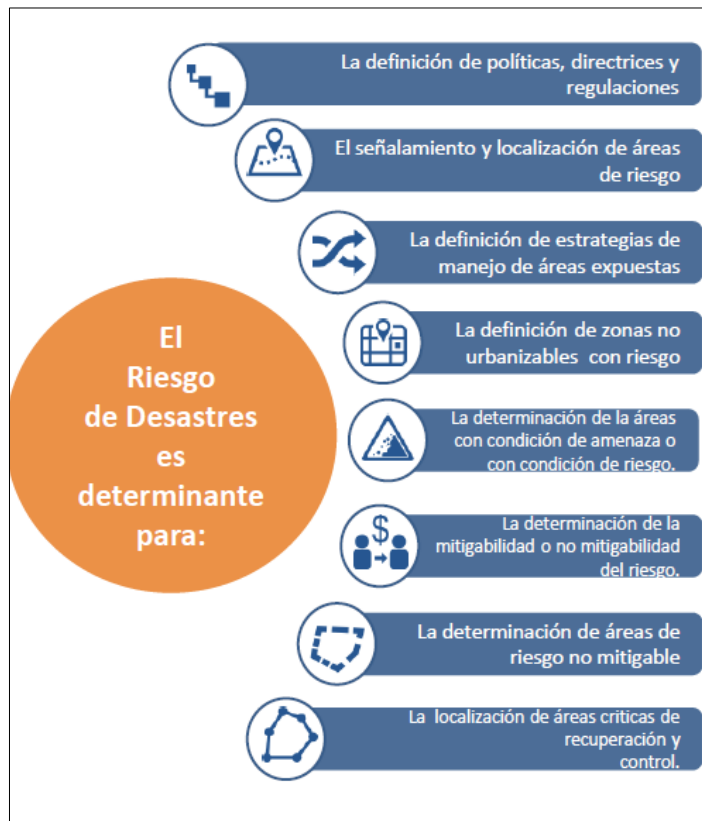 El
Riesgo
de Desastres
es
determinante
para:
La definición de políticas, directrices y
regulaciones
El señalamiento y localización de áreas
de riesgo
La definición de estrategias de
manejo de áreas expuestas
La definición de zonas no
urbanizables con riesgo
La determinación de la áreas
con condición de amenaza o
con condición de riesgo.
$
La determinación de la
mitigabilidad o no mitigabilidad
del riesgo.
La determinación de áreas de
riesgo no mitigable
La localización de áreas criticas de
recuperación y
control.